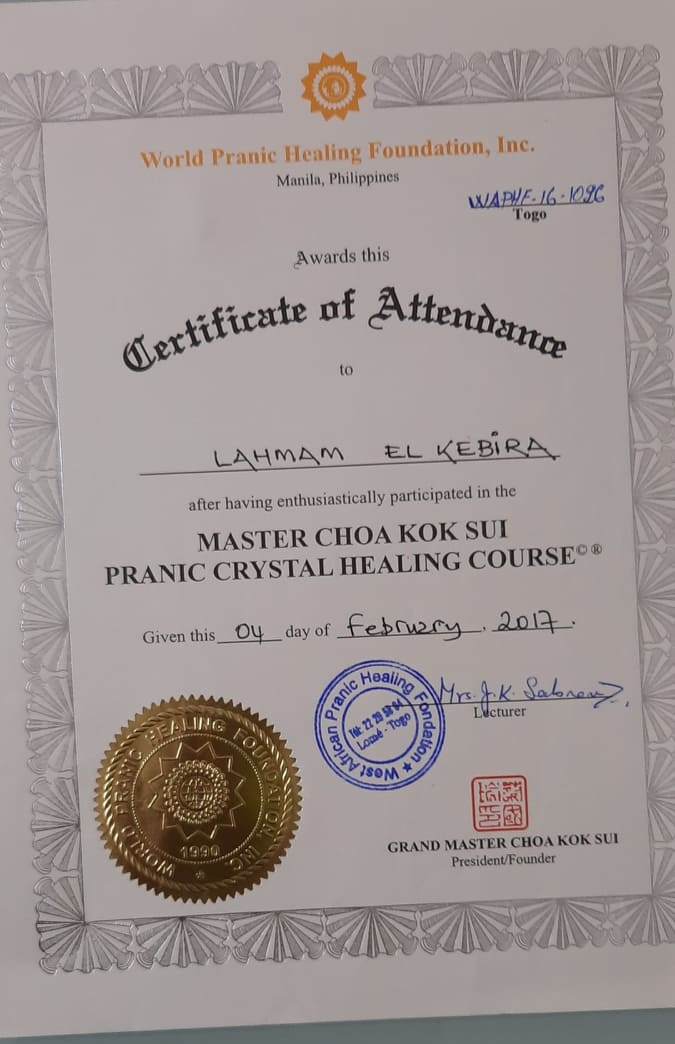 World Pranic Healing Foundation, Inc.
Manila, Philippines
WAPHF-16-1096
Togo
Awards this
Certificate of Attendance
to
LAHMAM EL KEBIRA
after having enthusiastically participated in the
MASTER CHOA KOK SUI
PRANIC CRYSTAL HEALING COURSE©®
Given this 04 day of February. 2017.
West African Pranic Healing Fondation
Lomé - Togo
Mrs. J.K.
Lecturer
WORLD PRANIC HEALING FOUNDATION, INC.
1990
GRAND MASTER CHOA KOK SUI
President/Founder